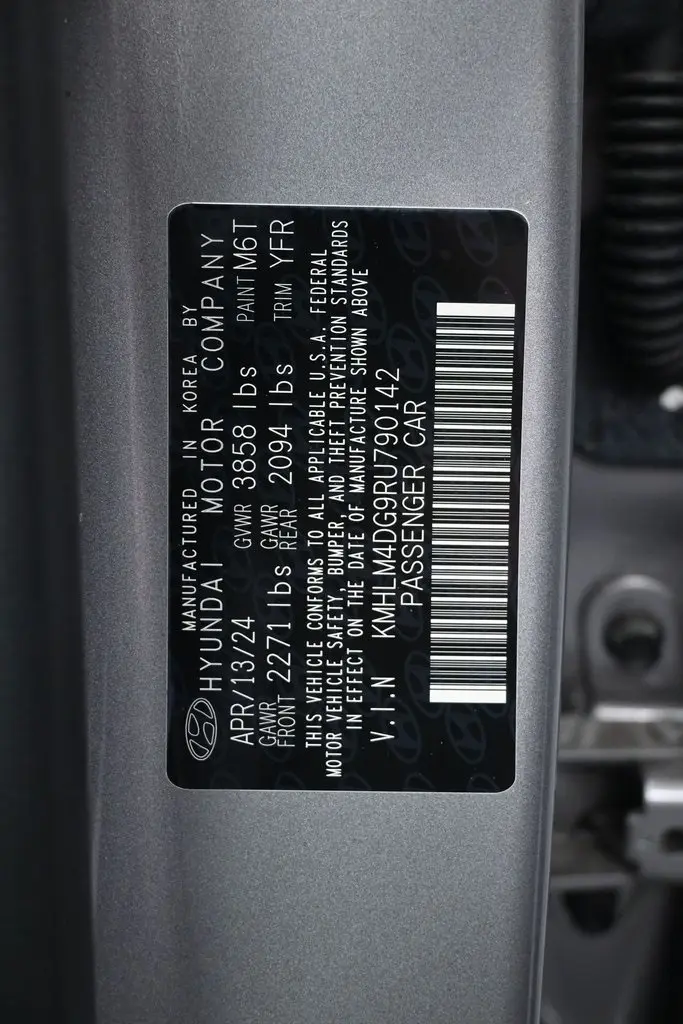 MANUFACTURED IN KOREA BY
HYUNDAI MOTOR COMPANY
APR/13/24 GVWR 3858 lbs PAINT M6T
GAWR FRONT 2271 lbs GAWR REAR 2094 lbs TRIM YFR
THIS VEHICLE CONFORMS TO ALL APPLICABLE U.S.A. FEDERAL
MOTOR VEHICLE SAFETY, BUMPER, AND THEFT PREVENTION STANDARDS
IN EFFECT ON THE DATE OF MANUFACTURE SHOWN ABOVE
V.I.N KMHLM4DG9RU790142
PASSENGER CAR